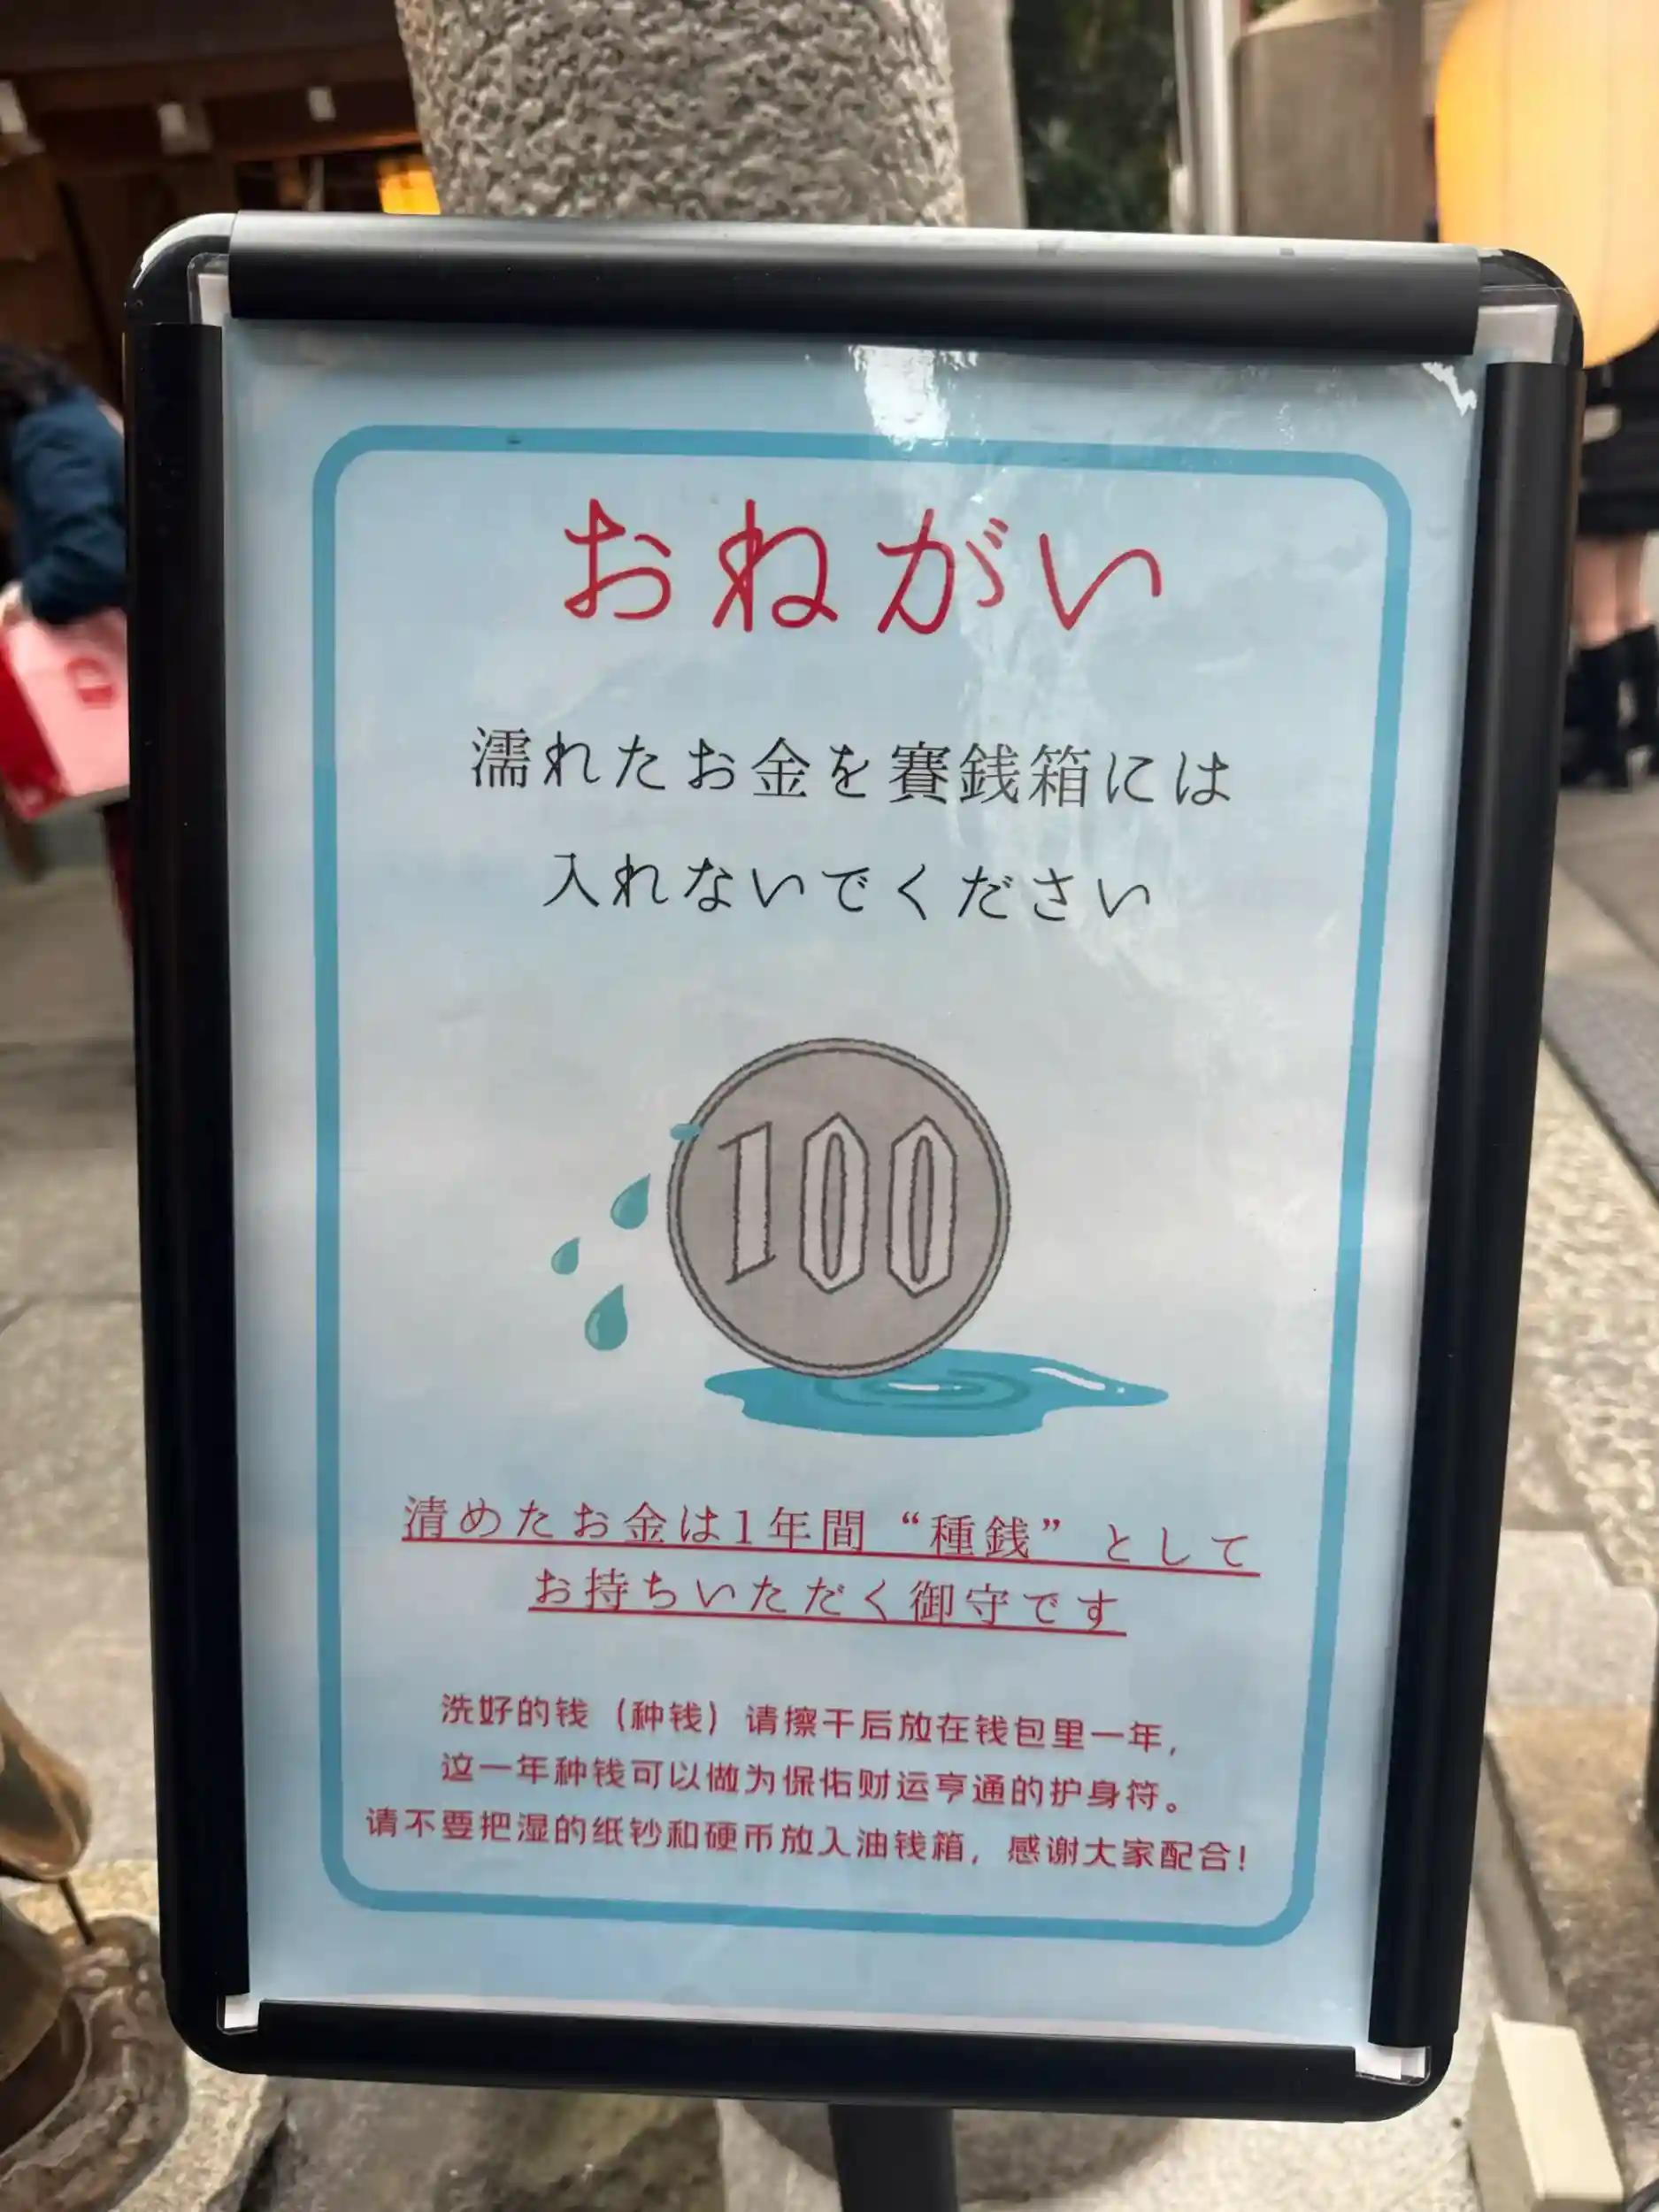 おねがい
濡れたお金を賽銭箱には
入れないでください
100
清めたお金は1年間“種銭”として
お持ちいただく御守です
洗好的钱（种钱）请擦干后放在钱包里一年，
这一年种钱可以做为保佑财运亨通的护身符。
请不要把湿的纸钞和硬币放入油钱箱，感谢大家配合！